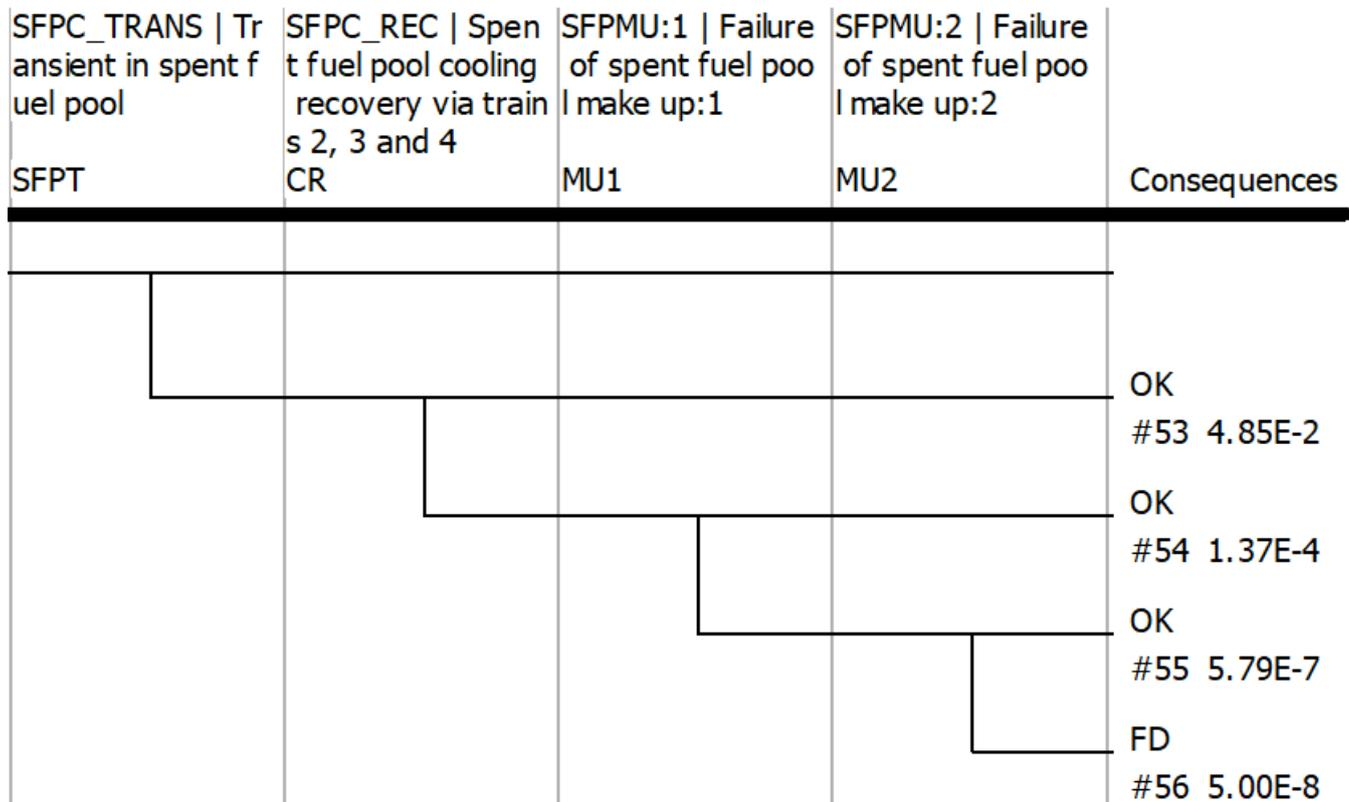 SFPC_TRANS | Tr
ansient in spent f
uel pool
SFPT
SFPC_REC | Spen
t fuel pool cooling
recovery via train
s 2, 3 and 4
CR
SFPMU:1 | Failure
of spent fuel poo
l make up:1
MU1
SFPMU:2 | Failure
of spent fuel poo
l make up:2
MU2
Consequences
OK
#53 4.85E-2
OK
#54 1.37E-4
OK
#55 5.79E-7
FD
#56 5.00E-8